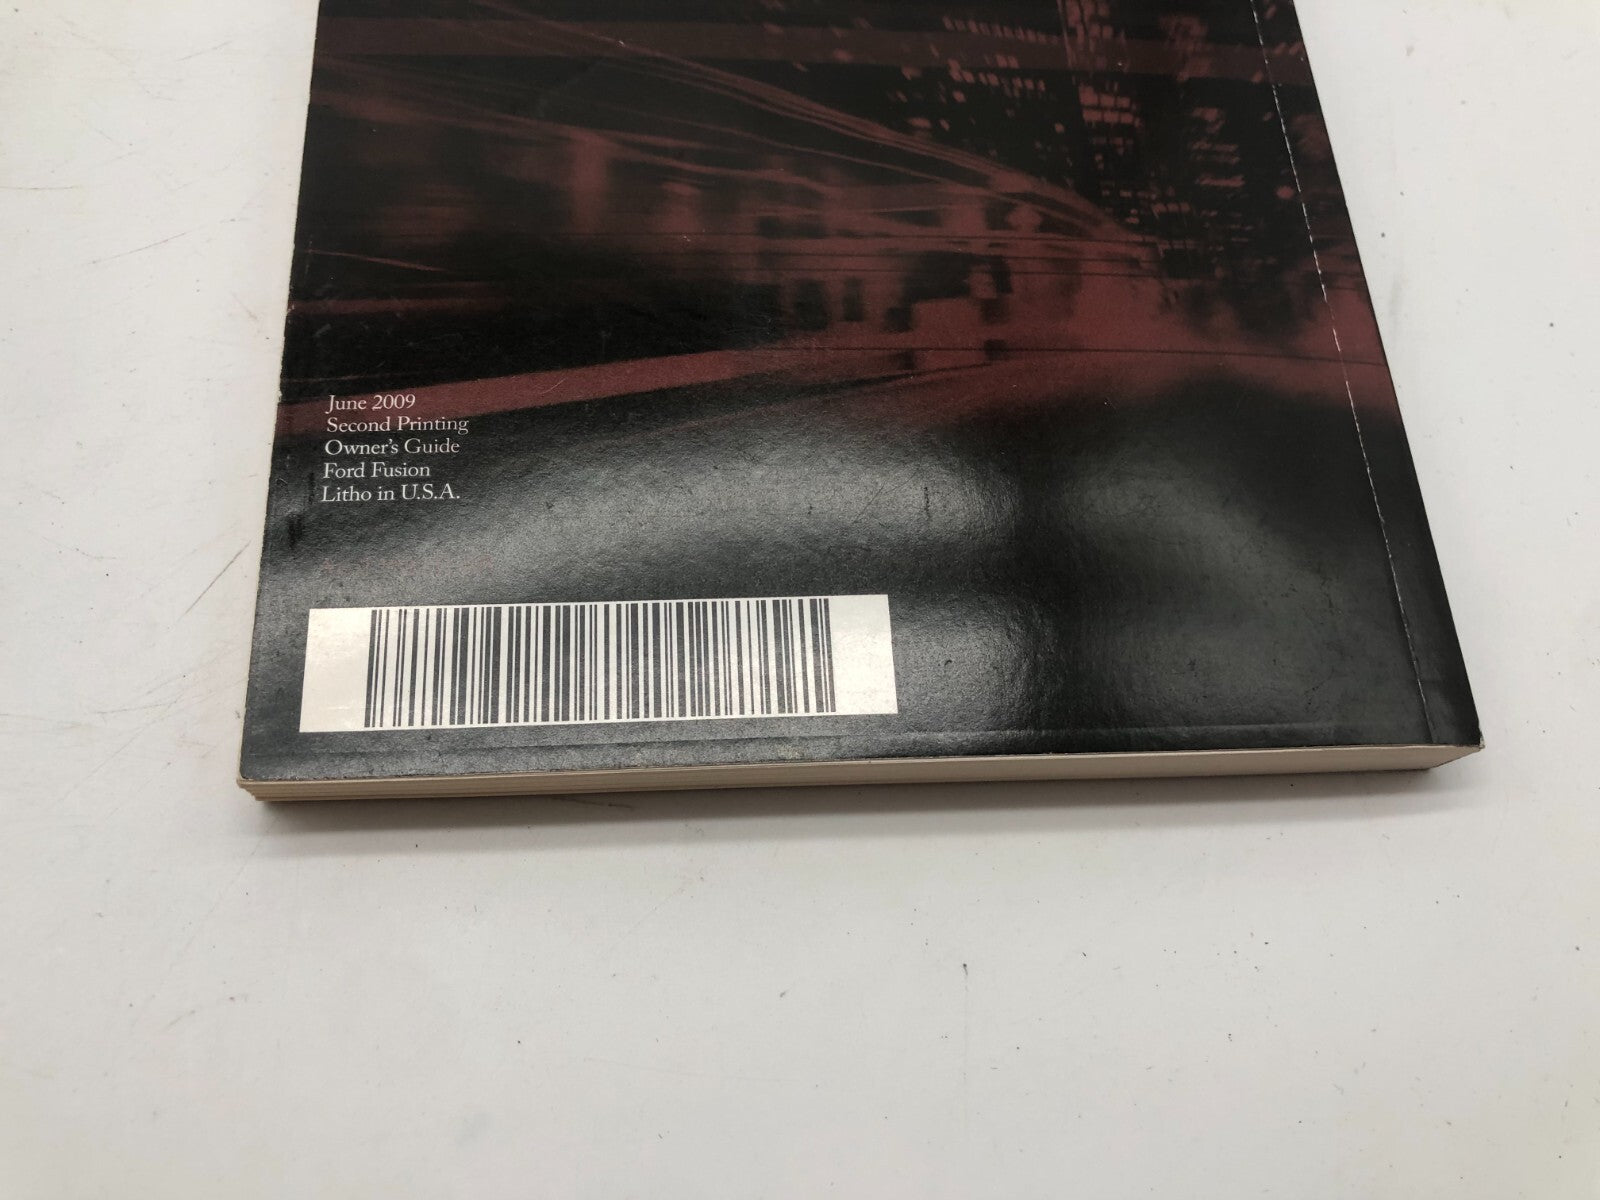 June 2009
Second Printing
Owner's Guide
Ford Fusion
Litho in U.S.A.